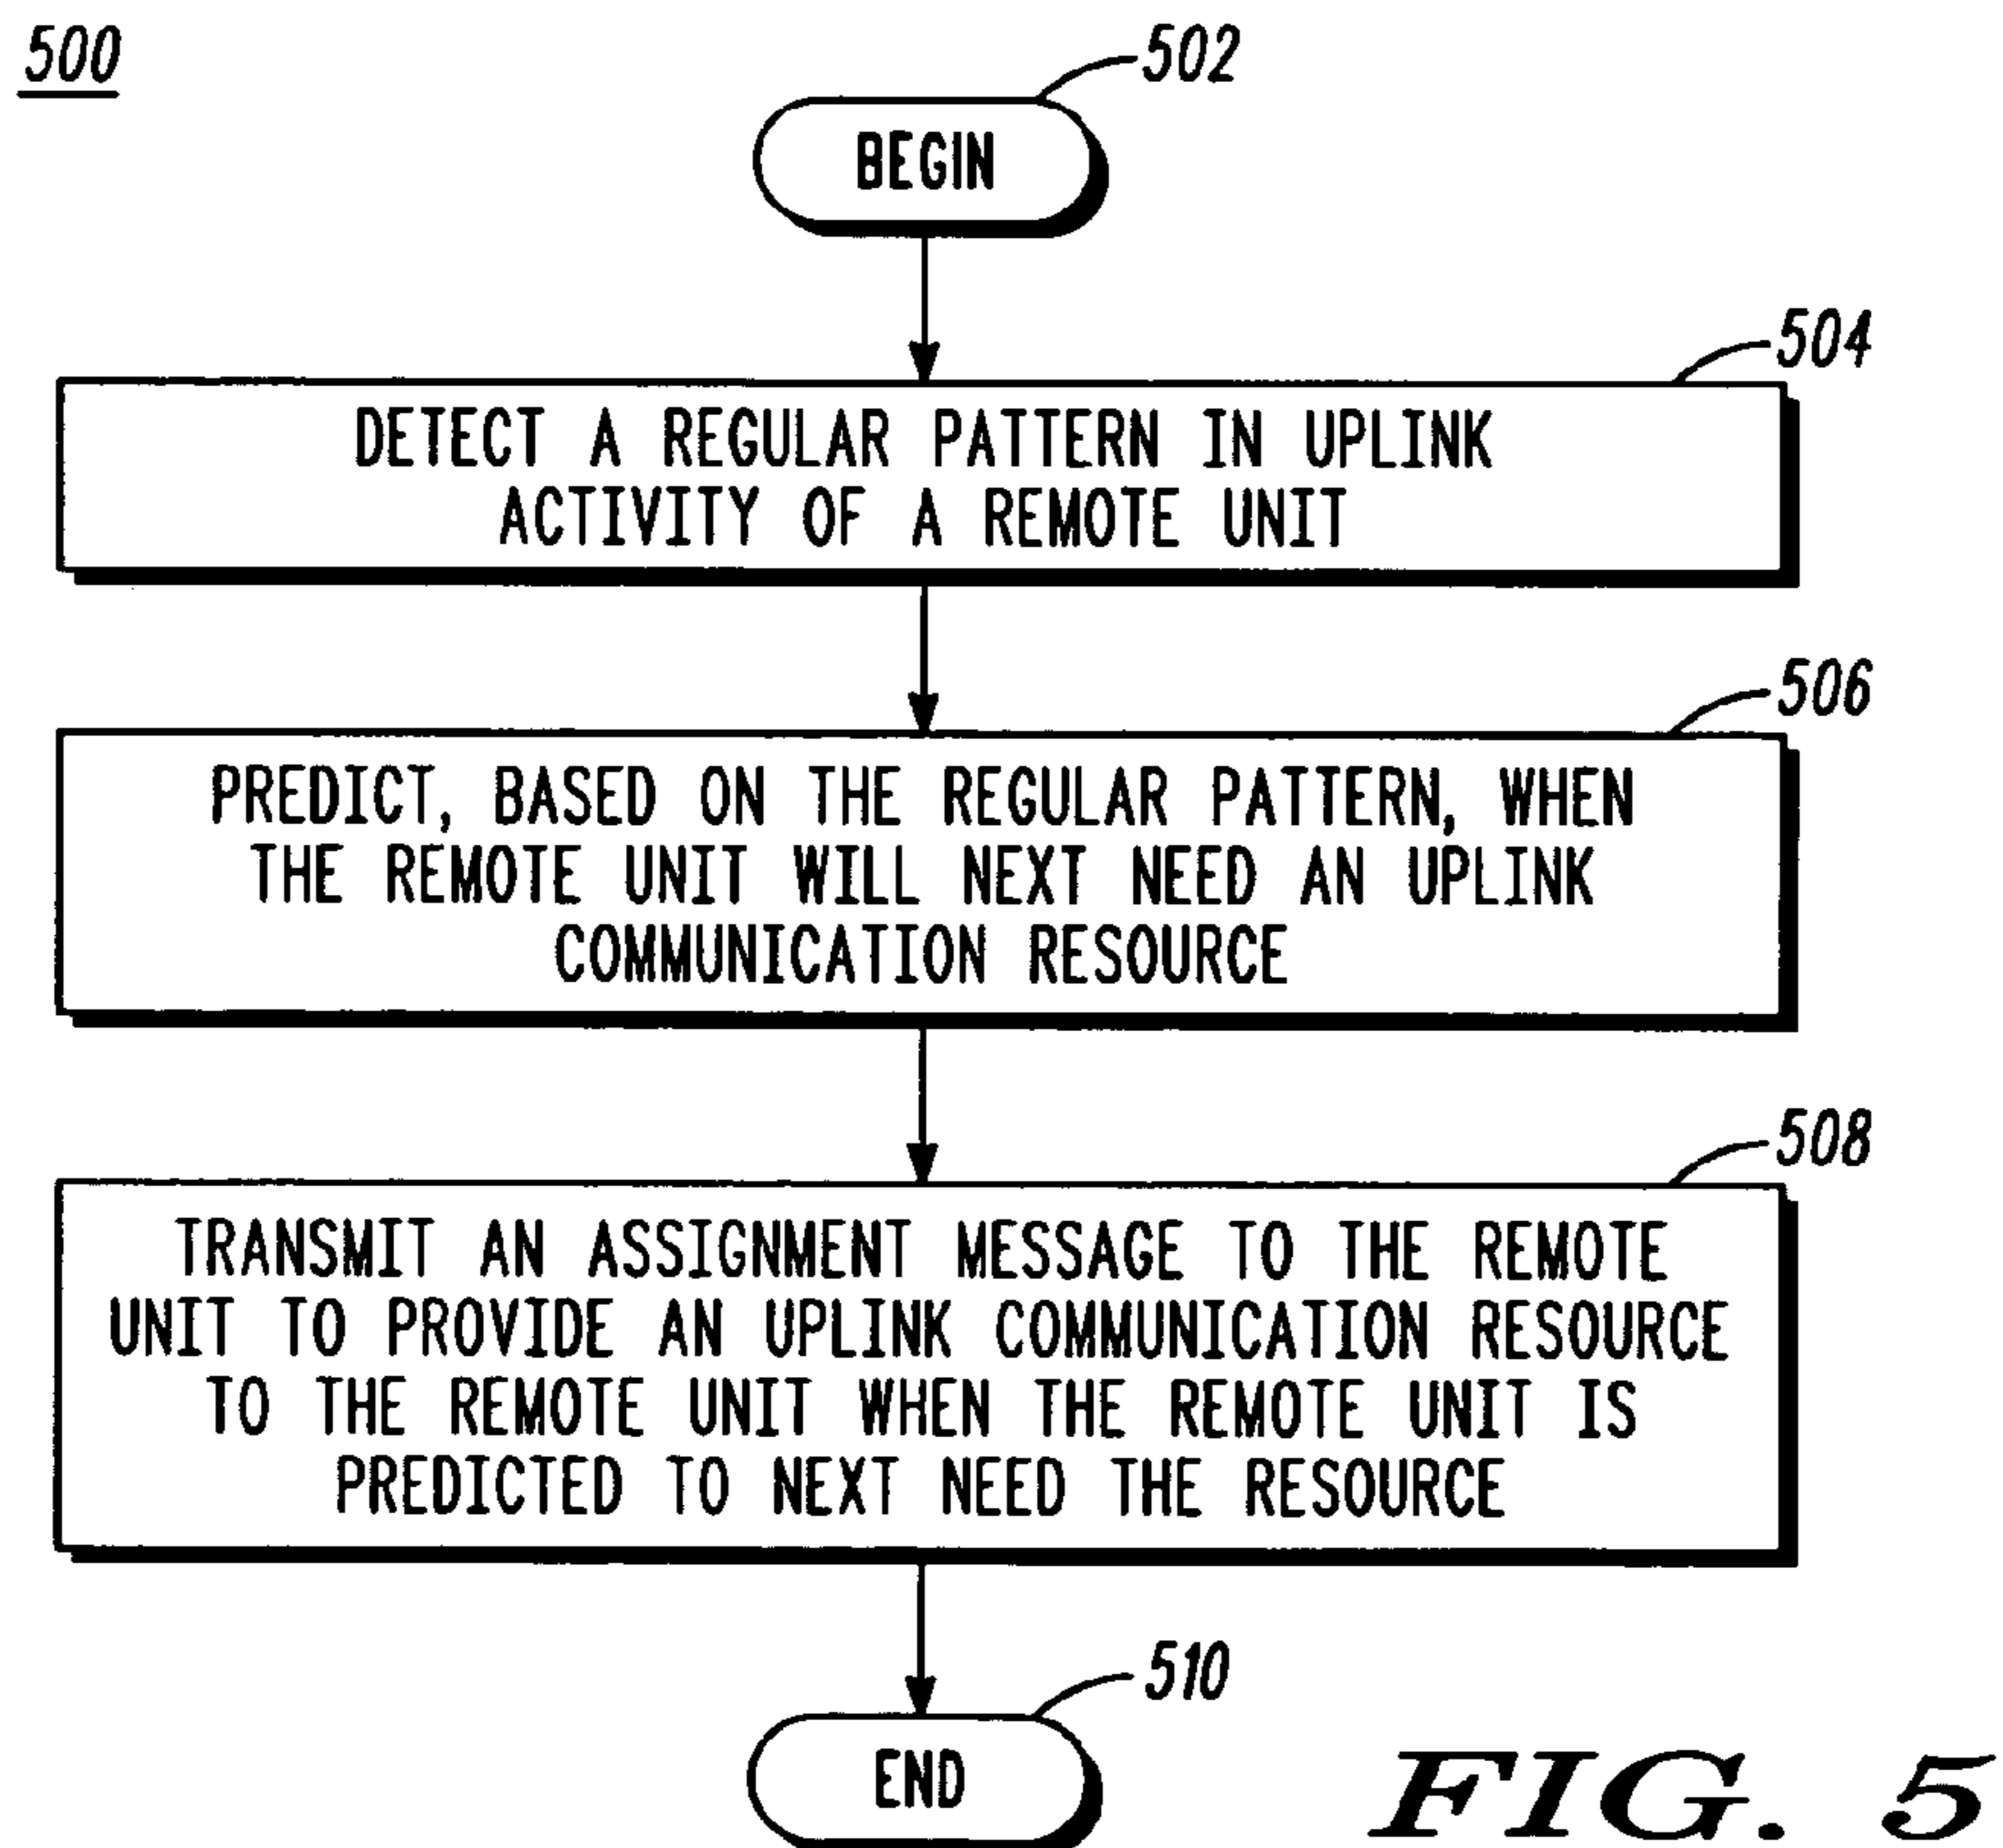 500
502
BEGIN
504
DETECT A REGULAR PATTERN IN UPLINK
ACTIVITY OF A REMOTE UNIT
506
PREDICT, BASED ON THE REGULAR PATTERN, WHEN
THE REMOTE UNIT WILL NEXT NEED AN UPLINK
COMMUNICATION RESOURCE
508
TRANSMIT AN ASSIGNMENT MESSAGE TO THE REMOTE
UNIT TO PROVIDE AN UPLINK COMMUNICATION RESOURCE
TO THE REMOTE UNIT WHEN THE REMOTE UNIT IS
PREDICTED TO NEXT NEED THE RESOURCE
510
END
FIG. 5